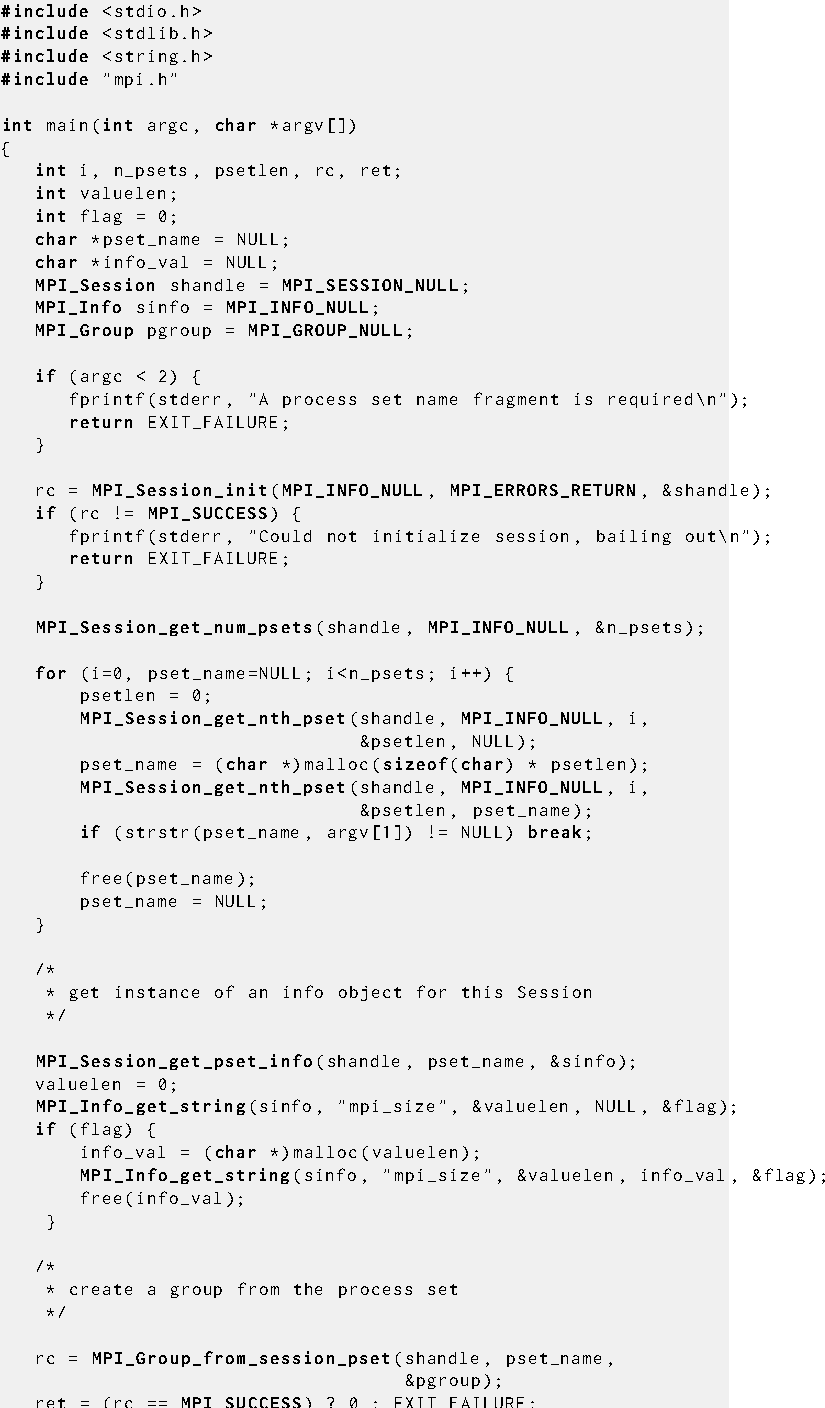 #include <stdio.h>
#include <stdlib.h>
#include <string.h>
#include "mpi.h"

int main(int argc, char *argv[])
{
   int i, n_psets, psetlen, rc, ret;
   int valuelen;
   int flag = 0;
   char *pset_name = NULL;
   char *info_val = NULL;
   MPI_Session shandle = MPI_SESSION_NULL;
   MPI_Info sinfo = MPI_INFO_NULL;
   MPI_Group pgroup = MPI_GROUP_NULL;

   if (argc < 2) {
      fprintf(stderr, "A process set name fragment is required\n");
      return EXIT_FAILURE;
   }

   rc = MPI_Session_init(MPI_INFO_NULL, MPI_ERRORS_RETURN, &shandle);
   if (rc != MPI_SUCCESS) {
      fprintf(stderr, "Could not initialize session, bailing out\n");
      return EXIT_FAILURE;
   }

   MPI_Session_get_num_psets(shandle, MPI_INFO_NULL, &n_psets);

   for (i=0, pset_name=NULL; i<n_psets; i++) {
       psetlen = 0;
       MPI_Session_get_nth_pset(shandle, MPI_INFO_NULL, i,
                                &psetlen, NULL);
       pset_name = (char *)malloc(sizeof(char) * psetlen);
       MPI_Session_get_nth_pset(shandle, MPI_INFO_NULL, i,
                                &psetlen, pset_name);
       if (strstr(pset_name, argv[1]) != NULL) break;

       free(pset_name);
       pset_name = NULL;
   }

   /*
    * get instance of an info object for this Session
    */

   MPI_Session_get_pset_info(shandle, pset_name, &sinfo);
   valuelen = 0;
   MPI_Info_get_string(sinfo, "mpi_size", &valuelen, NULL, &flag);
   if (flag) {
       info_val = (char *)malloc(valuelen);
       MPI_Info_get_string(sinfo, "mpi_size", &valuelen, info_val, &flag);
       free(info_val);
    }

   /*
    * create a group from the process set
    */

   rc = MPI_Group_from_session_pset(shandle, pset_name,
                                    &pgroup);
   ret = (rc == MPI_SUCCESS) ? 0 : EXIT_FAILURE;